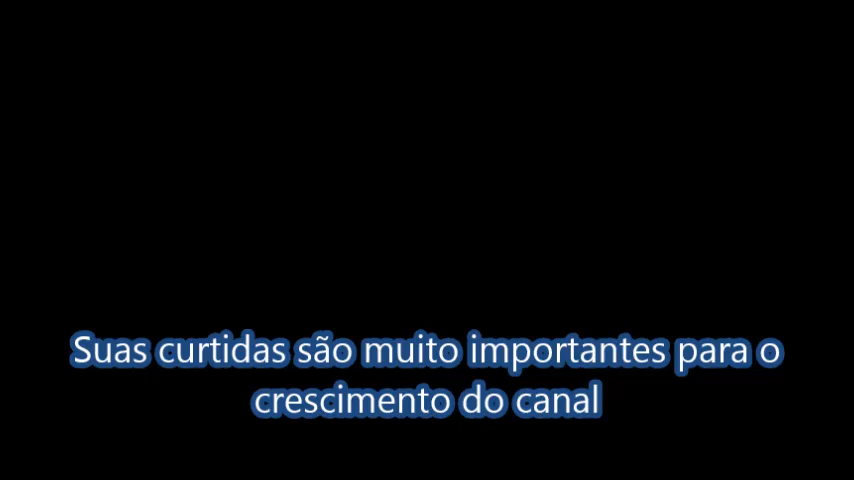 Suas curtidas são muito importantes para o
crescimento do canal